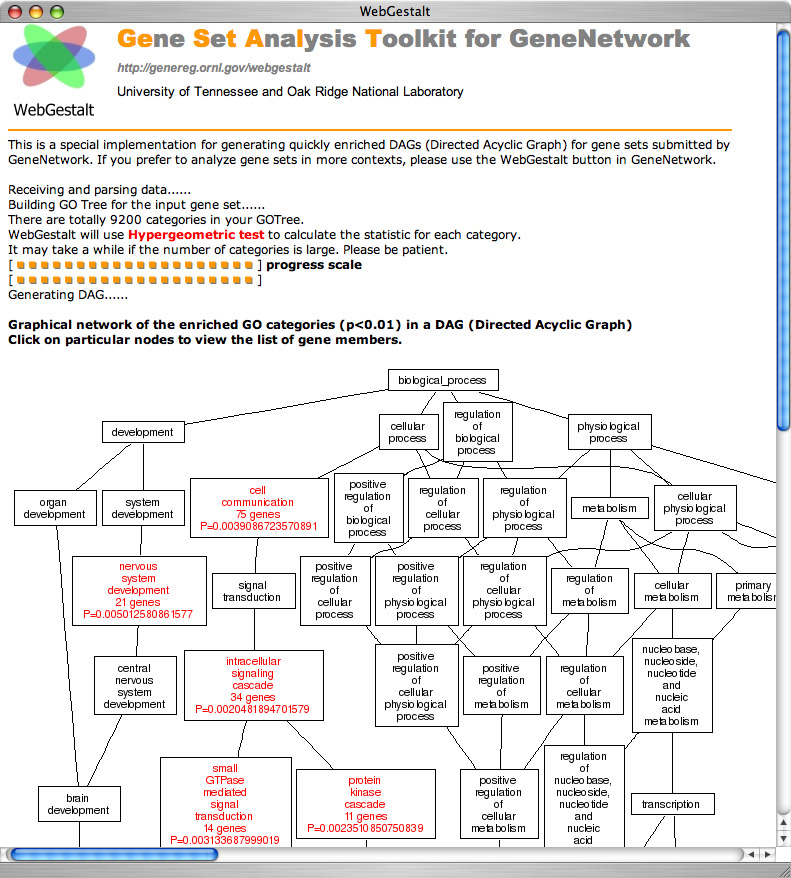 WebGestalt
Gene Set Analysis Toolkit for GeneNetwork
http://genereg.ornl.gov/webgestalt
University of Tennessee and Oak Ridge National Laboratory
WebGestalt
This is a special implementation for generating quickly enriched DAGs (Directed Acyclic Graph) for gene sets submitted by
GeneNetwork. If you prefer to analyze gene sets in more contexts, please use the WebGestalt button in GeneNetwork.
Receiving and parsing data......
Building GO Tree for the input gene set......
There are totally 9200 categories in your GOTree.
WebGestalt will use Hypergeometric test to calculate the statistic for each category.
It may take a while if the number of categories is large. Please be patient.
[ ] progress scale
[ ]
Generating DAG......
Graphical network of the enriched GO categories (p<0.01) in a DAG (Directed Acyclic Graph)
Click on particular nodes to view the list of gene members.
biological_process
development
cellular
process
regulation
of
biological
process
physiological
process
organ
development
system
development
cell
communication
75 genes
P=0.0039086723570891
positive
regulation
of
biological
process
regulation
of
cellular
process
regulation
of
physiological
process
metabolism
cellular
physiological
process
nervous
system
development
21 genes
P=0.005012580861577
signal
transduction
positive
regulation
of
cellular
process
positive
regulation
of
physiological
process
regulation
of
cellular
physiological
process
regulation
of
metabolism
cellular
metabolism
primary
central
nervous
system
development
intracellular
signaling
cascade
34 genes
P=0.0020481894701579
positive
regulation
of
cellular
physiological
process
positive
regulation
of
metabolism
regulation
of
cellular
metabolism
nucleobase,
nucleoside,
nucleotide
and
nucleic
acid
metabolism
brain
development
small
GTPase
mediated
signal
transduction
14 genes
P=0.003133687999019
protein
kinase
cascade
11 genes
P=0.0023510850750839
positive
regulation
of
cellular
metabolism
regulation
of
nucleobase,
nucleoside,
nucleotide
and
nucleic
acid
transcription